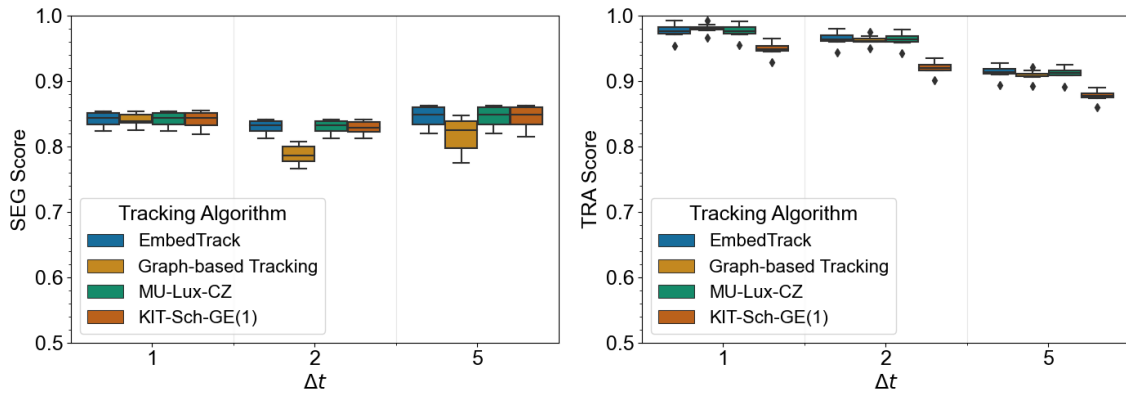 1.0
0.9
0.8
0.7
0.6
0.5
SEG Score
Tracking Algorithm
EmbedTrack
Graph-based Tracking
MU-Lux-CZ
KIT-Sch-GE(1)
1
2
5
Δt
1.0
0.9
0.8
0.7
0.6
0.5
TRA Score
Tracking Algorithm
EmbedTrack
Graph-based Tracking
MU-Lux-CZ
KIT-Sch-GE(1)
1
2
5
Δt